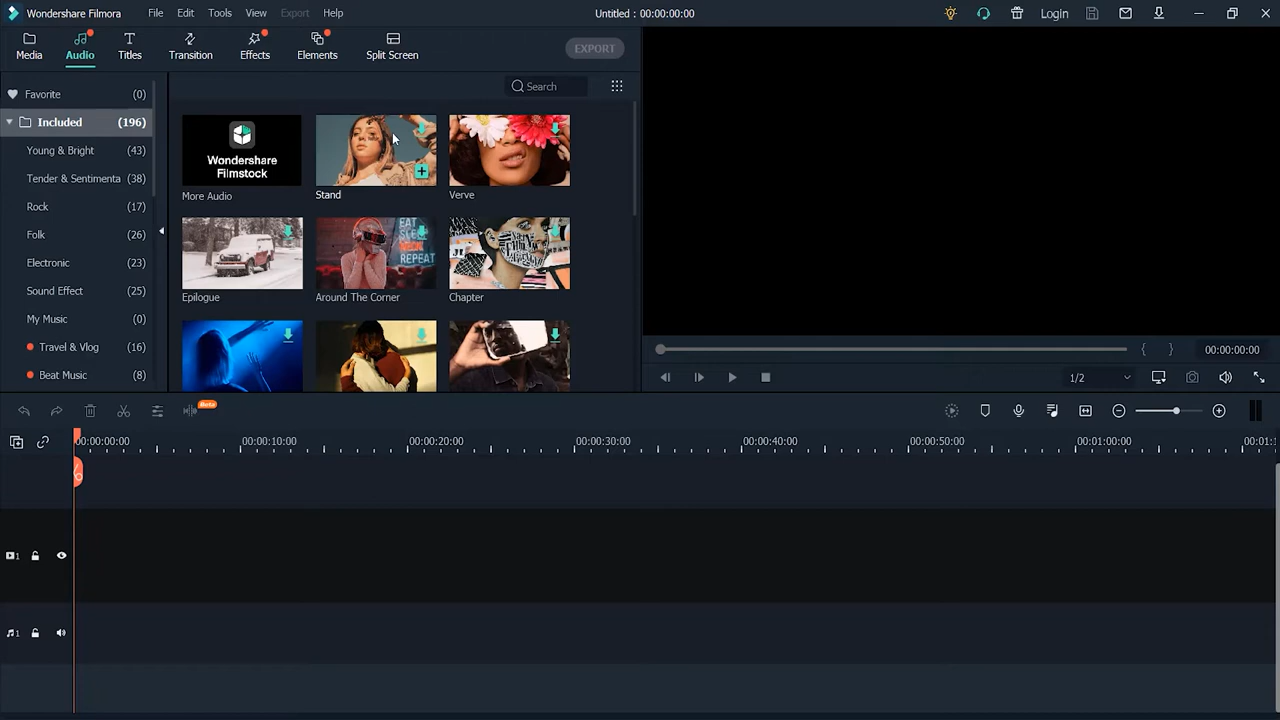 Wondershare Filmora
File
Edit
Tools
View
Export
Help
Untitled : 00:00:00:00
Login
Media
Audio
Titles
Transition
Effects
Elements
Split Screen
EXPORT
Favorite (0)
Included (196)
Young & Bright (43)
Tender & Sentimenta (38)
Rock (17)
Folk (26)
Electronic (23)
Sound Effect (25)
My Music (0)
Travel & Vlog (16)
Beat Music (8)
Search
Wondershare
Filmstock
More Audio
Stand
Verve
EAT
REPEAT
Epilogue
Around The Corner
Chapter
00:00:00:00
1/2
Beta
00:00:00:00
00:00:10:00
00:00:20:00
00:00:30:00
00:00:40:00
00:00:50:00
00:01:00:00
00:01:1
1
1